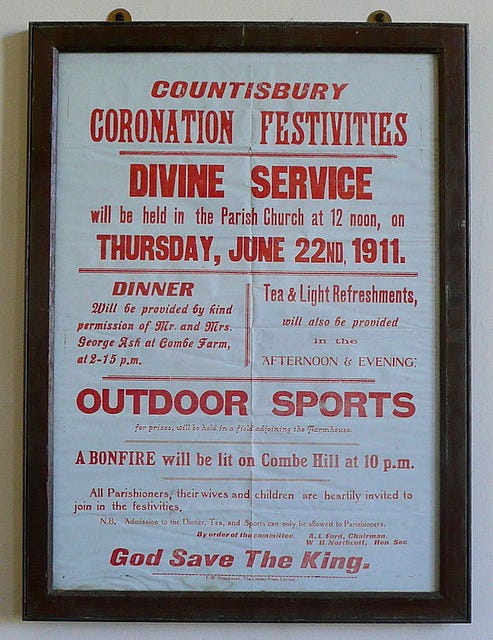 COUNTISBURY
CORONATION FESTIVITIES
DIVINE SERVICE
will be held in the Parish Church at 12 noon, on
THURSDAY, JUNE 22ND, 1911.
DINNER
Will be provided by kind
permission of Mr. and Mrs.
George Ash at Combe Farm,
at 2-15 p.m.
Tea & Light Refreshments,
will also be provided
in the
AFTERNOON & EVENING.
OUTDOOR SPORTS
for prizes, will be held in a field adjoining the Farmhouse.
A BONFIRE will be lit on Combe Hill at 10 p.m.
All Parishioners, their wives and children are heartily invited to
join in the festivities.
N.B. Admission to the Dinner, Tea, and Sports can only be allowed to Parishioners.
By order of the committee. A. L. Ford, Chairman.
W. H. Northcott, Hon. Sec.
God Save The King.